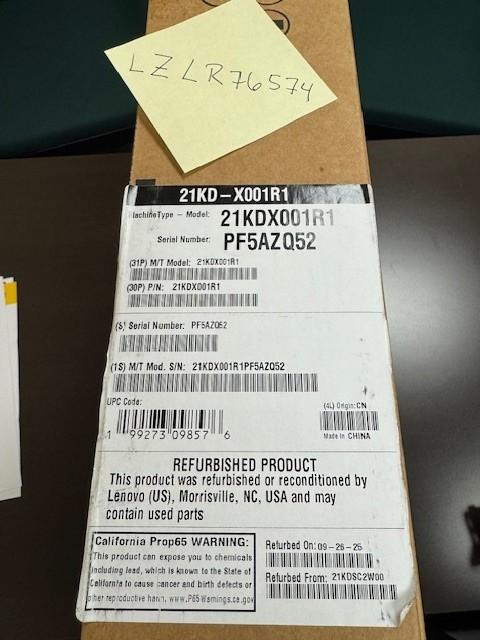 LZLR76574
21KD-X001R1
MachineType - Model: 21KDX001R1
Serial Number: PF5AZQ52
(31P) M/T Model: 21KDX001R1
(30P) P/N: 21KDX001R1
(S) Serial Number: PF5AZQ52
(1S) M/T Mod. S/N: 21KDX001R1PF5AZQ52
UPC Code:
(4L) Origin: CN
1 99273 09857 6
Made in CHINA
REFURBISHED PRODUCT
This product was refurbished or reconditioned by
Lenovo (US), Morrisville, NC, USA and may
contain used parts
California Prop65 WARNING:
This product can expose you to chemicals
including lead, which is known to the State of
California to cause cancer and birth defects or
other reproductive harm. www.P65Warnings.ca.gov
Refurbed On: 09-26-25
Refurbed From: 21KDSC2W00